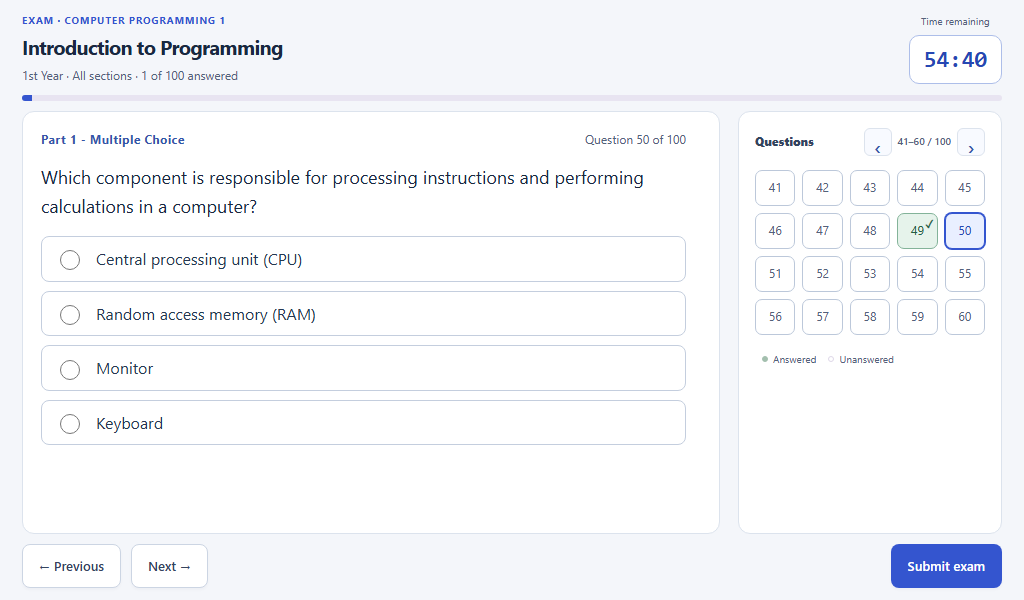 EXAM · COMPUTER PROGRAMMING 1
Introduction to Programming
1st Year · All sections · 1 of 100 answered
Time remaining
54:40
Part 1 - Multiple Choice
Question 50 of 100
Which component is responsible for processing instructions and performing
calculations in a computer?
Central processing unit (CPU)
Random access memory (RAM)
Monitor
Keyboard
Questions
‹ 41–60 / 100 ›
41 42 43 44 45
46 47 48 49✓ 50
51 52 53 54 55
56 57 58 59 60
Answered Unanswered
← Previous
Next →
Submit exam